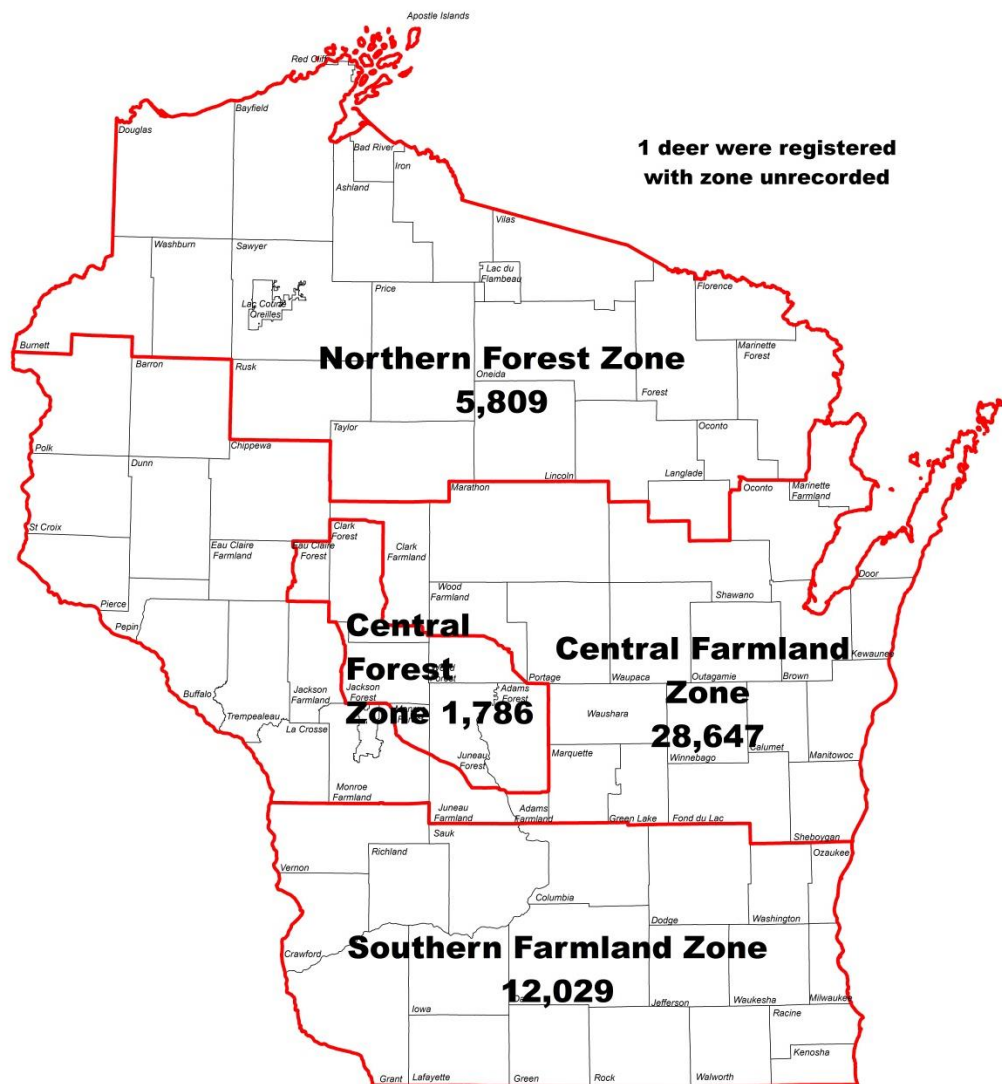 Apostle Islands
Red Cliff
Bayfield
Douglas
1 deer were registered
with zone unrecorded
Bad River
Iron
Ashland
Vilas
Washburn
Sawyer
Lac du
Flambeau
Price
Florence
Lac Courte
Oreilles
Burnett
Marinette
Forest
Barron
Rusk
Northern Forest Zone
5,809
Oneida
Forest
Taylor
Oconto
Polk
Chippewa
Dunn
Lincoln
Langlade
Marathon
Oconto
Marinette
Farmland
St Croix
Clark
Forest
Eau Claire
Farmland
Eau Claire
Forest
Clark
Farmland
Door
Wood
Farmland
Shawano
Pierce
Pepin
Central
Forest
Zone 1,786
Central Farmland
Zone
28,647
Kewaunee
Wood
Forest
Portage
Waupaca
Outagamie
Brown
Buffalo
Jackson
Farmland
Jackson
Forest
Adams
Forest
Trempealeau
Monroe
Forest
Waushara
La Crosse
Calumet
Juneau
Forest
Marquette
Winnebago
Manitowoc
Monroe
Farmland
Juneau
Farmland
Adams
Farmland
Green Lake
Fond du Lac
Sheboygan
Sauk
Richland
Ozaukee
Vernon
Columbia
Dodge
Washington
Crawford
Southern Farmland Zone
12,029
Iowa
Jefferson
Waukesha
Milwaukee
Racine
Kenosha
Grant
Lafayette
Green
Rock
Walworth